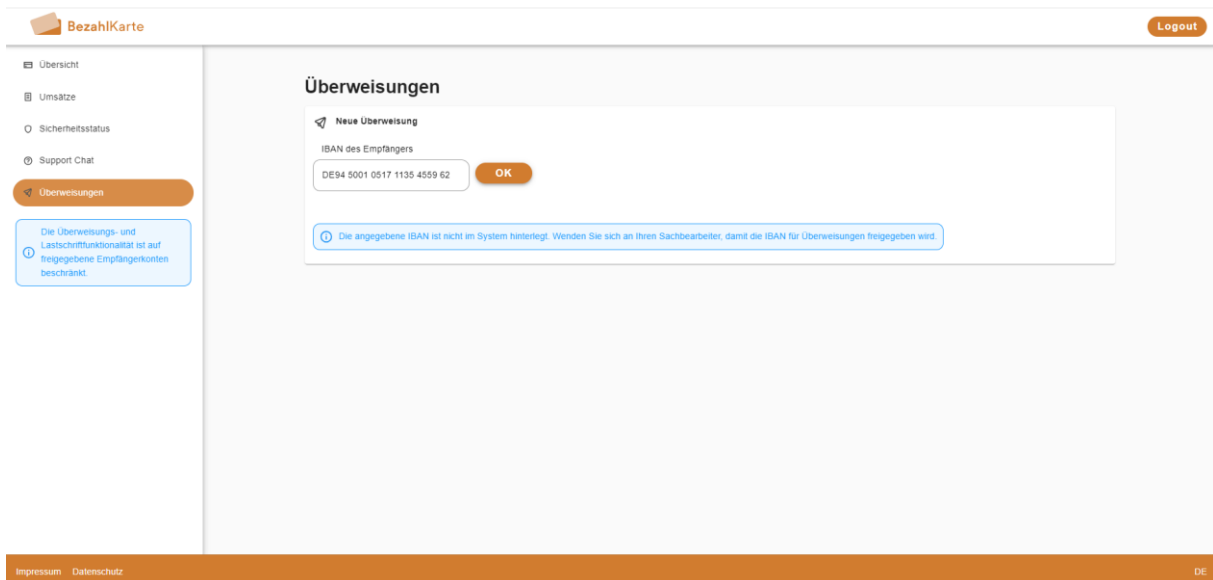 BezahlKarte
Logout
Übersicht
Umsätze
Sicherheitsstatus
Support Chat
Überweisungen
Die Überweisungs- und
Lastschriftfunktionalität ist auf
freigegebene Empfängerkonten
beschränkt.
Überweisungen
Neue Überweisung
IBAN des Empfängers
DE94 5001 0517 1135 4559 62
OK
Die angegebene IBAN ist nicht im System hinterlegt. Wenden Sie sich an Ihren Sachbearbeiter, damit die IBAN für Überweisungen freigegeben wird.
Impressum Datenschutz
DE